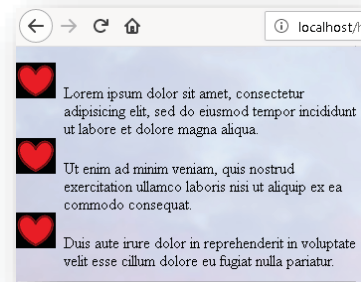 localhost/h
Lorem ipsum dolor sit amet, consectetur
adipisicing elit, sed do eiusmod tempor incididunt
ut labore et dolore magna aliqua.
Ut enim ad minim veniam, quis nostrud
exercitation ullamco laboris nisi ut aliquip ex ea
commodo consequat.
Duis aute irure dolor in reprehenderit in voluptate
velit esse cillum dolore eu fugiat nulla pariatur.